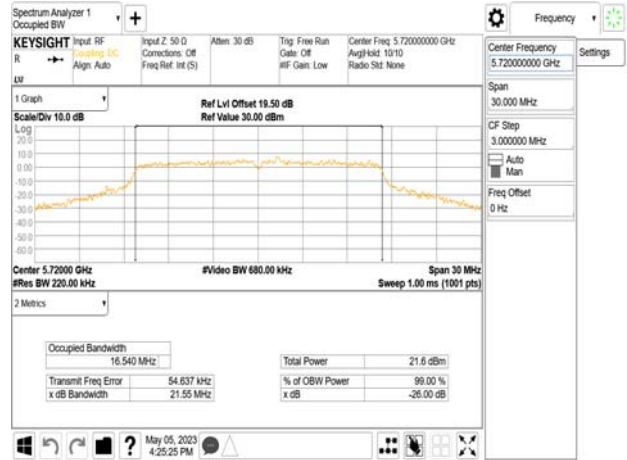 Spectrum Analyzer 1
Occupied BW
Frequency
KEYSIGHT
R
Input: RF
Coupling: DC
Align: Auto
Input Z: 50 Ω
Corrections: Off
Freq Ref: Int (S)
Atten: 30 dB
Trig: Free Run
Gate: Off
#IF Gain: Low
Center Freq: 5.720000000 GHz
Avg|Hold: 10/10
Radio Std: None
Center Frequency
5.720000000 GHz
Settings
Span
30.000 MHz
CF Step
3.000000 MHz
Auto
Man
Freq Offset
0 Hz
1 Graph
Scale/Div 10.0 dB
Ref Lvl Offset 19.50 dB
Ref Value 30.00 dBm
Log
20.0
10.0
0.00
-10.0
-20.0
-30.0
-40.0
-50.0
-60.0
Center 5.72000 GHz
#Video BW 680.00 kHz
Span 30 MHz
#Res BW 220.00 kHz
Sweep 1.00 ms (1001 pts)
2 Metrics
Occupied Bandwidth
16.540 MHz
Total Power
21.6 dBm
Transmit Freq Error
54.637 kHz
% of OBW Power
99.00 %
x dB Bandwidth
21.55 MHz
x dB
-26.00 dB
?
May 05, 2023
4:25:25 PM